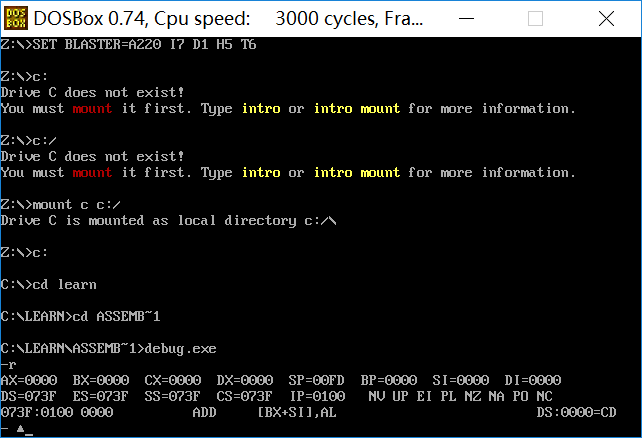 DOS
BOX
DOSBox 0.74, Cpu speed:    3000 cycles, Fra...
Z:\>SET BLASTER=A220 I7 D1 H5 T6
Z:\>c:
Drive C does not exist!
You must mount it first. Type intro or intro mount for more information.
Z:\>c:/
Drive C does not exist!
You must mount it first. Type intro or intro mount for more information.
Z:\>mount c c:/
Drive C is mounted as local directory c:/\
Z:\>c:
C:\>cd learn
C:\LEARN>cd ASSEMB~1
C:\LEARN\ASSEMB~1>debug.exe
-r
AX=0000  BX=0000  CX=0000  DX=0000  SP=00FD  BP=0000  SI=0000  DI=0000
DS=073F  ES=073F  SS=073F  CS=073F  IP=0100   NV UP EI PL NZ NA PO NC
073F:0100 0000          ADD     [BX+SI],AL                         DS:0000=CD
- ▲_